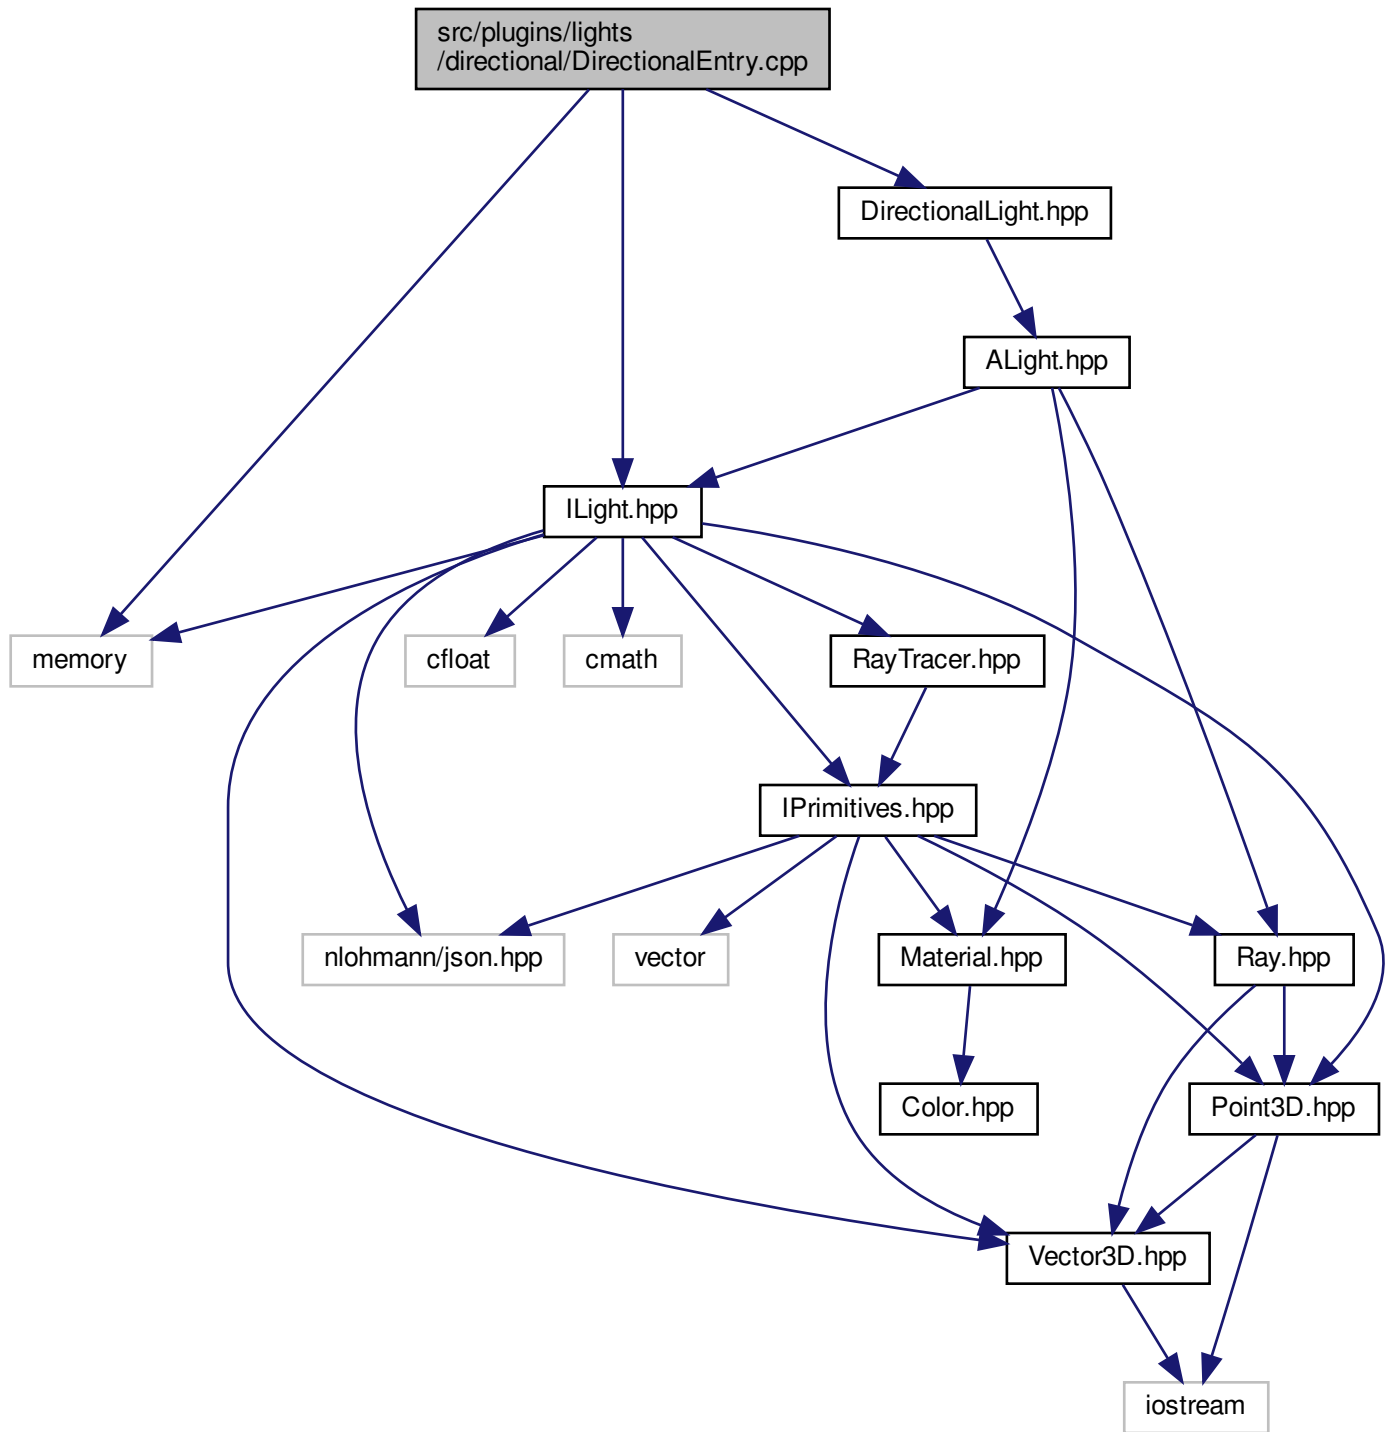 src/plugins/lights
/directional/DirectionalEntry.cpp
DirectionalLight.hpp
ALight.hpp
ILight.hpp
memory
cfloat
cmath
RayTracer.hpp
IPrimitives.hpp
nlohmann/json.hpp
vector
Material.hpp
Ray.hpp
Color.hpp
Point3D.hpp
Vector3D.hpp
iostream